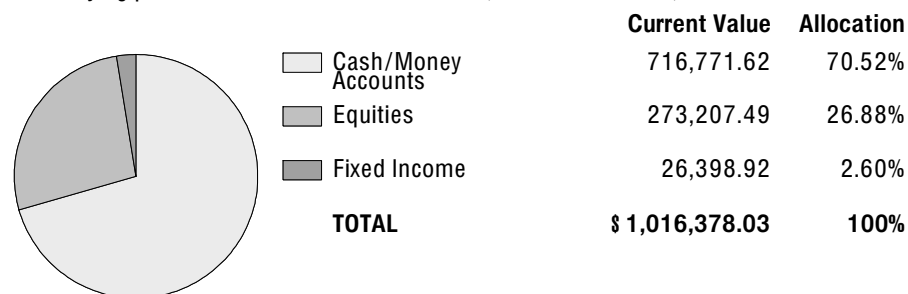 Current Value Allocation
Cash/Money
Accounts 716,771.62 70.52%
Equities 273,207.49 26.88%
Fixed Income 26,398.92 2.60%
TOTAL $ 1,016,378.03 100%